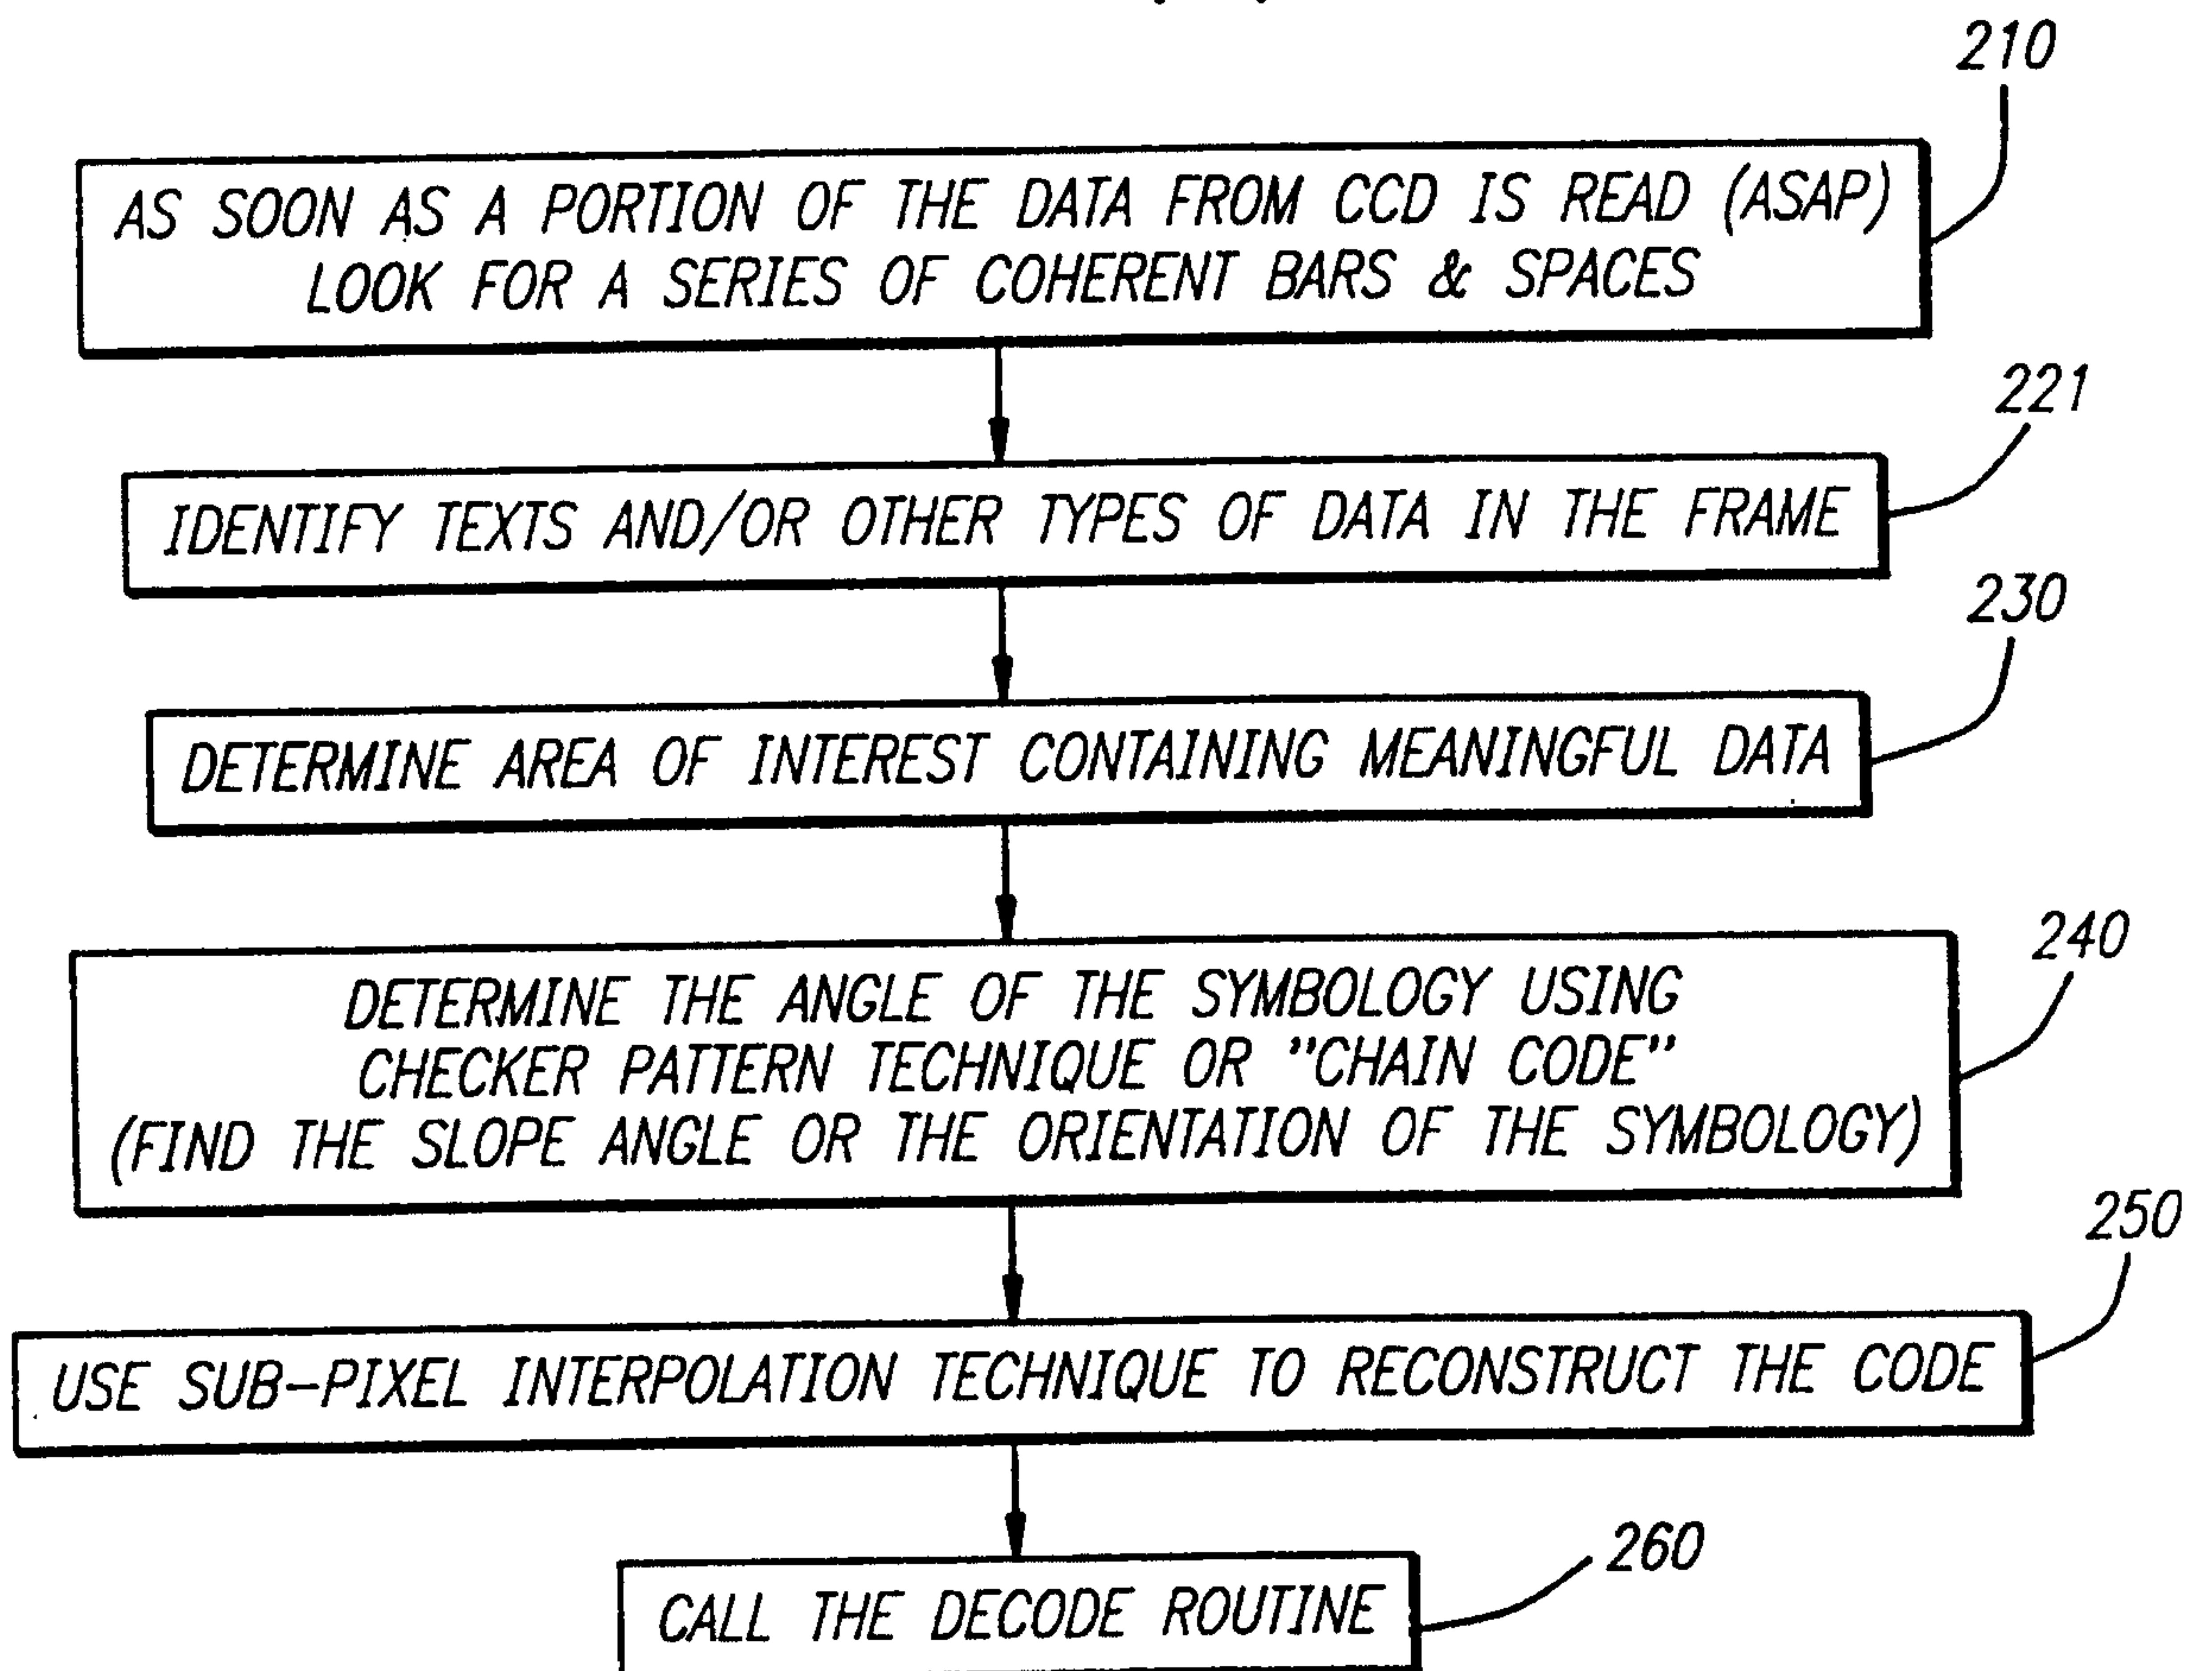 210
AS SOON AS A PORTION OF THE DATA FROM CCD IS READ (ASAP)
LOOK FOR A SERIES OF COHERENT BARS & SPACES
221
IDENTIFY TEXTS AND/OR OTHER TYPES OF DATA IN THE FRAME
230
DETERMINE AREA OF INTEREST CONTAINING MEANINGFUL DATA
240
DETERMINE THE ANGLE OF THE SYMBOLOGY USING
CHECKER PATTERN TECHNIQUE OR "CHAIN CODE"
(FIND THE SLOPE ANGLE OR THE ORIENTATION OF THE SYMBOLOGY)
250
USE SUB-PIXEL INTERPOLATION TECHNIQUE TO RECONSTRUCT THE CODE
260
CALL THE DECODE ROUTINE